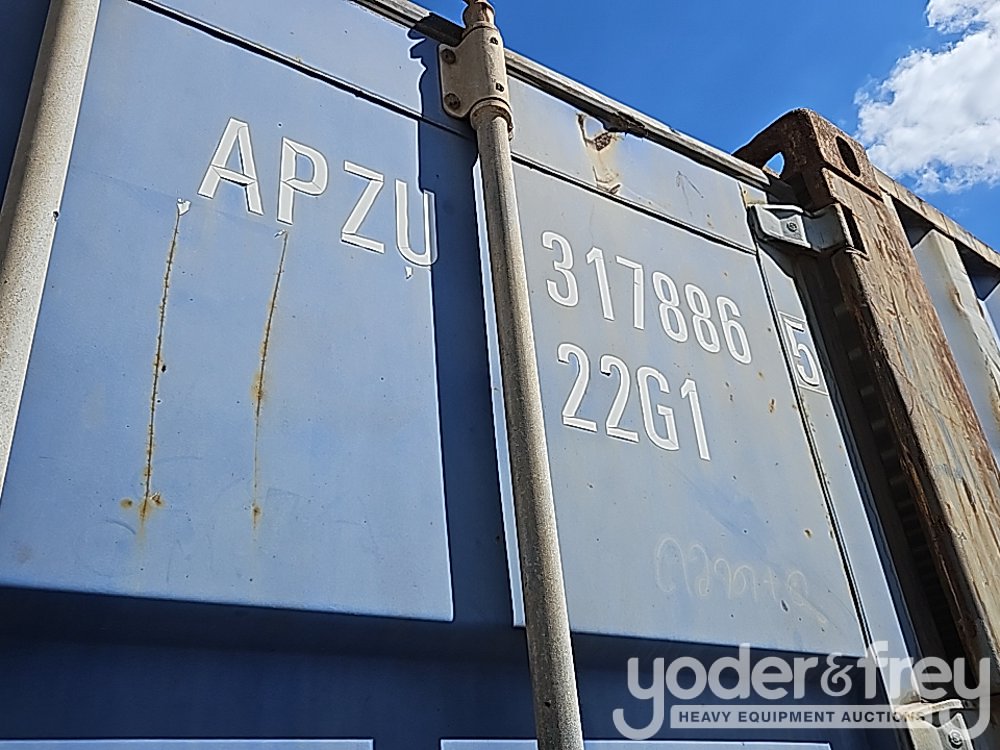 APZU 317886 5
22G1
yoder&frey
HEAVY EQUIPMENT AUCTIONS